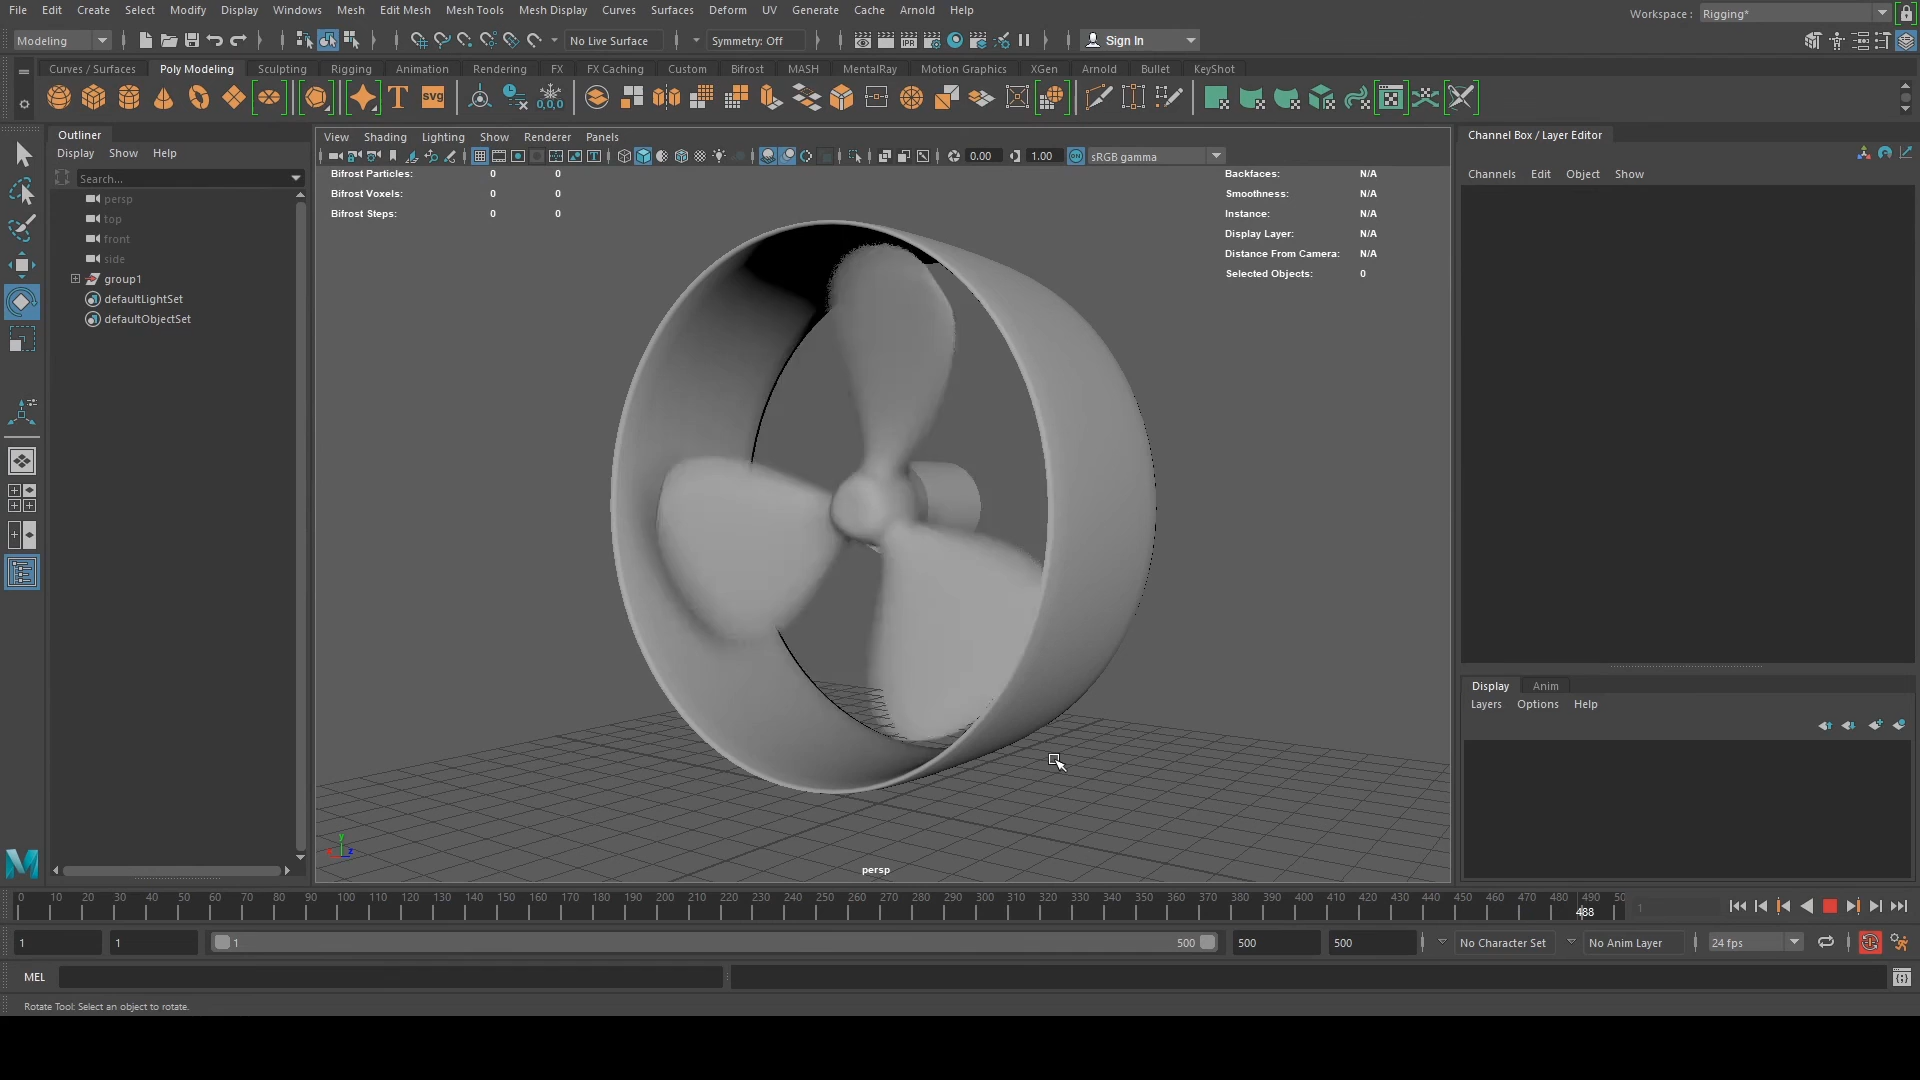 File Edit Create Select Modify Display Windows Mesh Edit Mesh Mesh Tools Mesh Display Curves Surfaces Deform UV Generate Cache Arnold Help
Workspace : Rigging*
Modeling No Live Surface Symmetry: Off IPR Sign In
Curves / Surfaces Poly Modeling Sculpting Rigging Animation Rendering FX FX Caching Custom Bifrost MASH MentalRay Motion Graphics XGen Arnold Bullet KeyShot
T SVG 0,0,0
Outliner
Display Show Help
Search...
persp
top
front
side
group1
defaultLightSet
defaultObjectSet
View Shading Lighting Show Renderer Panels
0.00 1.00 ON sRGB gamma
Bifrost Particles: 0 0
Bifrost Voxels: 0 0
Bifrost Steps: 0 0
Backfaces: N/A
Smoothness: N/A
Instance: N/A
Display Layer: N/A
Distance From Camera: N/A
Selected Objects: 0
y
z
persp
Channel Box / Layer Editor
Channels Edit Object Show
Display Anim
Layers Options Help
0 10 20 30 40 50 60 70 80 90 100 110 120 130 140 150 160 170 180 190 200 210 220 230 240 250 260 270 280 290 300 310 320 330 340 350 360 370 380 390 400 410 420 430 440 450 460 470 480 490 50
488
1
1 1 1 500 500 500 No Character Set No Anim Layer 24 fps
MEL
Rotate Tool: Select an object to rotate.